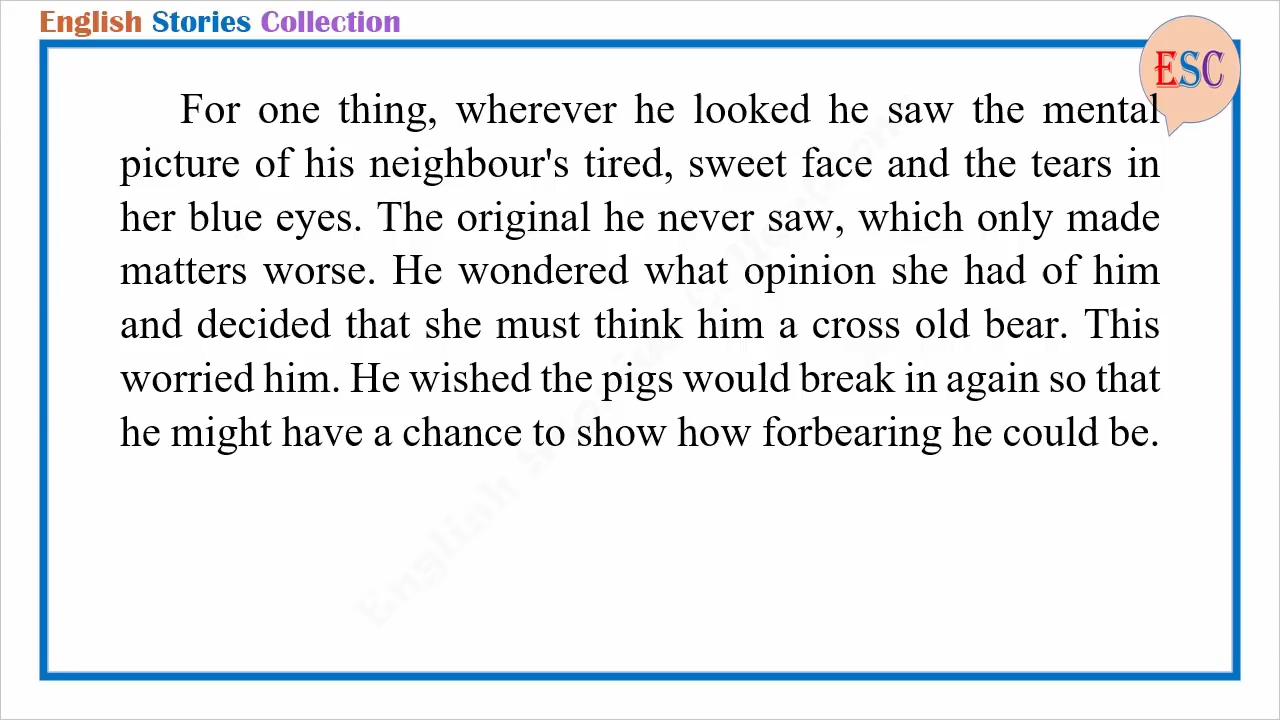 English Stories Collection
ESC
For one thing, wherever he looked he saw the mental
picture of his neighbour's tired, sweet face and the tears in
her blue eyes. The original he never saw, which only made
matters worse. He wondered what opinion she had of him
and decided that she must think him a cross old bear. This
worried him. He wished the pigs would break in again so that
he might have a chance to show how forbearing he could be.
English Stories Collection